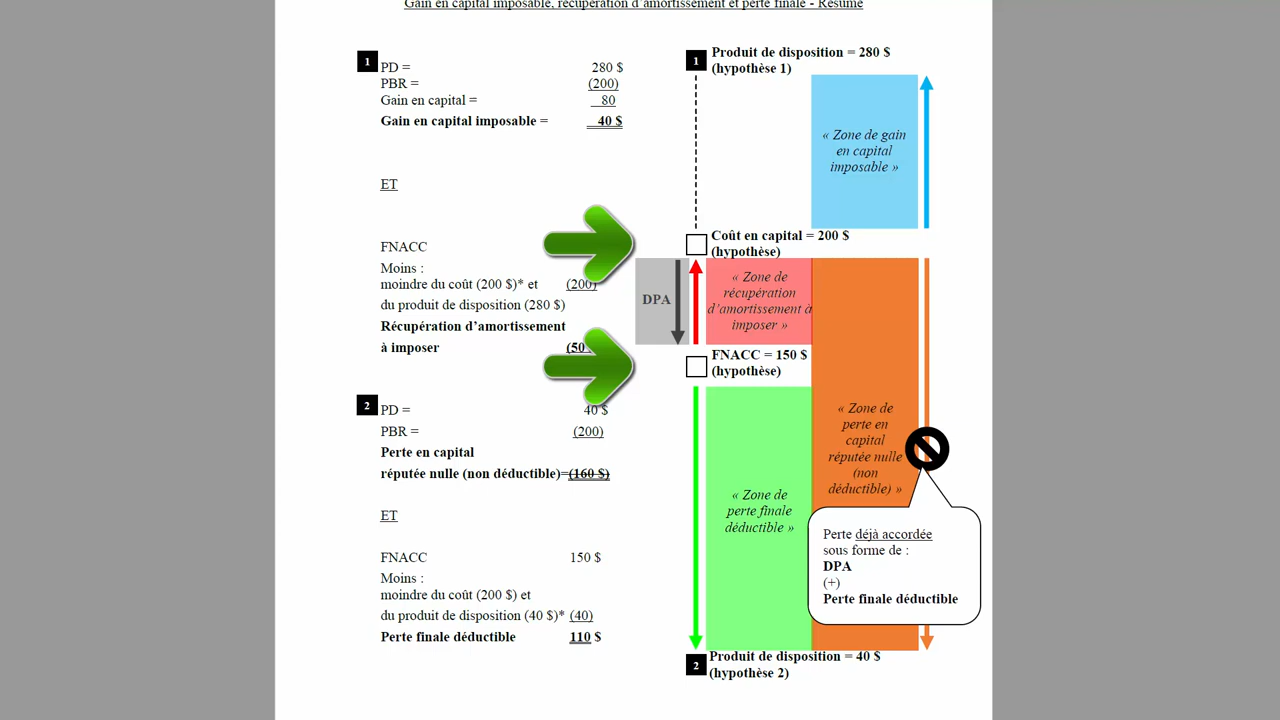 Gain en capital imposable, récupération d'amortissement et perte finale - Résumé
1
PD = 280 $
PBR = (200)
Gain en capital = 80
Gain en capital imposable = 40 $
ET
FNACC
Moins :
moindre du coût (200 $)* et (200)
du produit de disposition (280 $)
Récupération d'amortissement
à imposer (50
2
PD = 40 $
PBR = (200)
Perte en capital
réputée nulle (non déductible)=(160 $)
ET
FNACC 150 $
Moins :
moindre du coût (200 $) et
du produit de disposition (40 $)* (40)
Perte finale déductible 110 $
1
Produit de disposition = 280 $
(hypothèse 1)
« Zone de gain
en capital
imposable »
Coût en capital = 200 $
(hypothèse)
DPA
« Zone de
récupération
d'amortissement à
imposer »
FNACC = 150 $
(hypothèse)
« Zone de
perte en
capital
réputée nulle
(non
déductible) »
« Zone de
perte finale
déductible »
Perte déjà accordée
sous forme de :
DPA
(+)
Perte finale déductible
2
Produit de disposition = 40 $
(hypothèse 2)